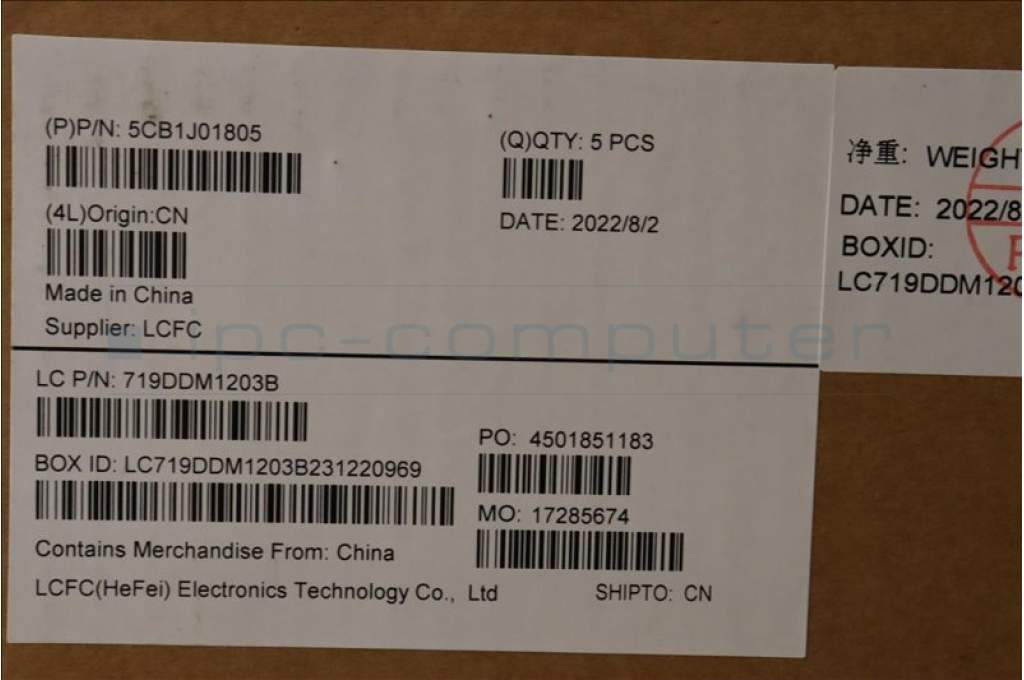 (P)P/N: 5CB1J01805
(Q)QTY: 5 PCS
(4L)Origin:CN
DATE: 2022/8/2
Made in China
Supplier: LCFC
ipc-computer
LC P/N: 719DDM1203B
PO: 4501851183
BOX ID: LC719DDM1203B231220969
MO: 17285674
Contains Merchandise From: China
LCFC(HeFei) Electronics Technology Co., Ltd
SHIPTO: CN
净重: WEIGH
DATE: 2022/8
BOXID:
LC719DDM120